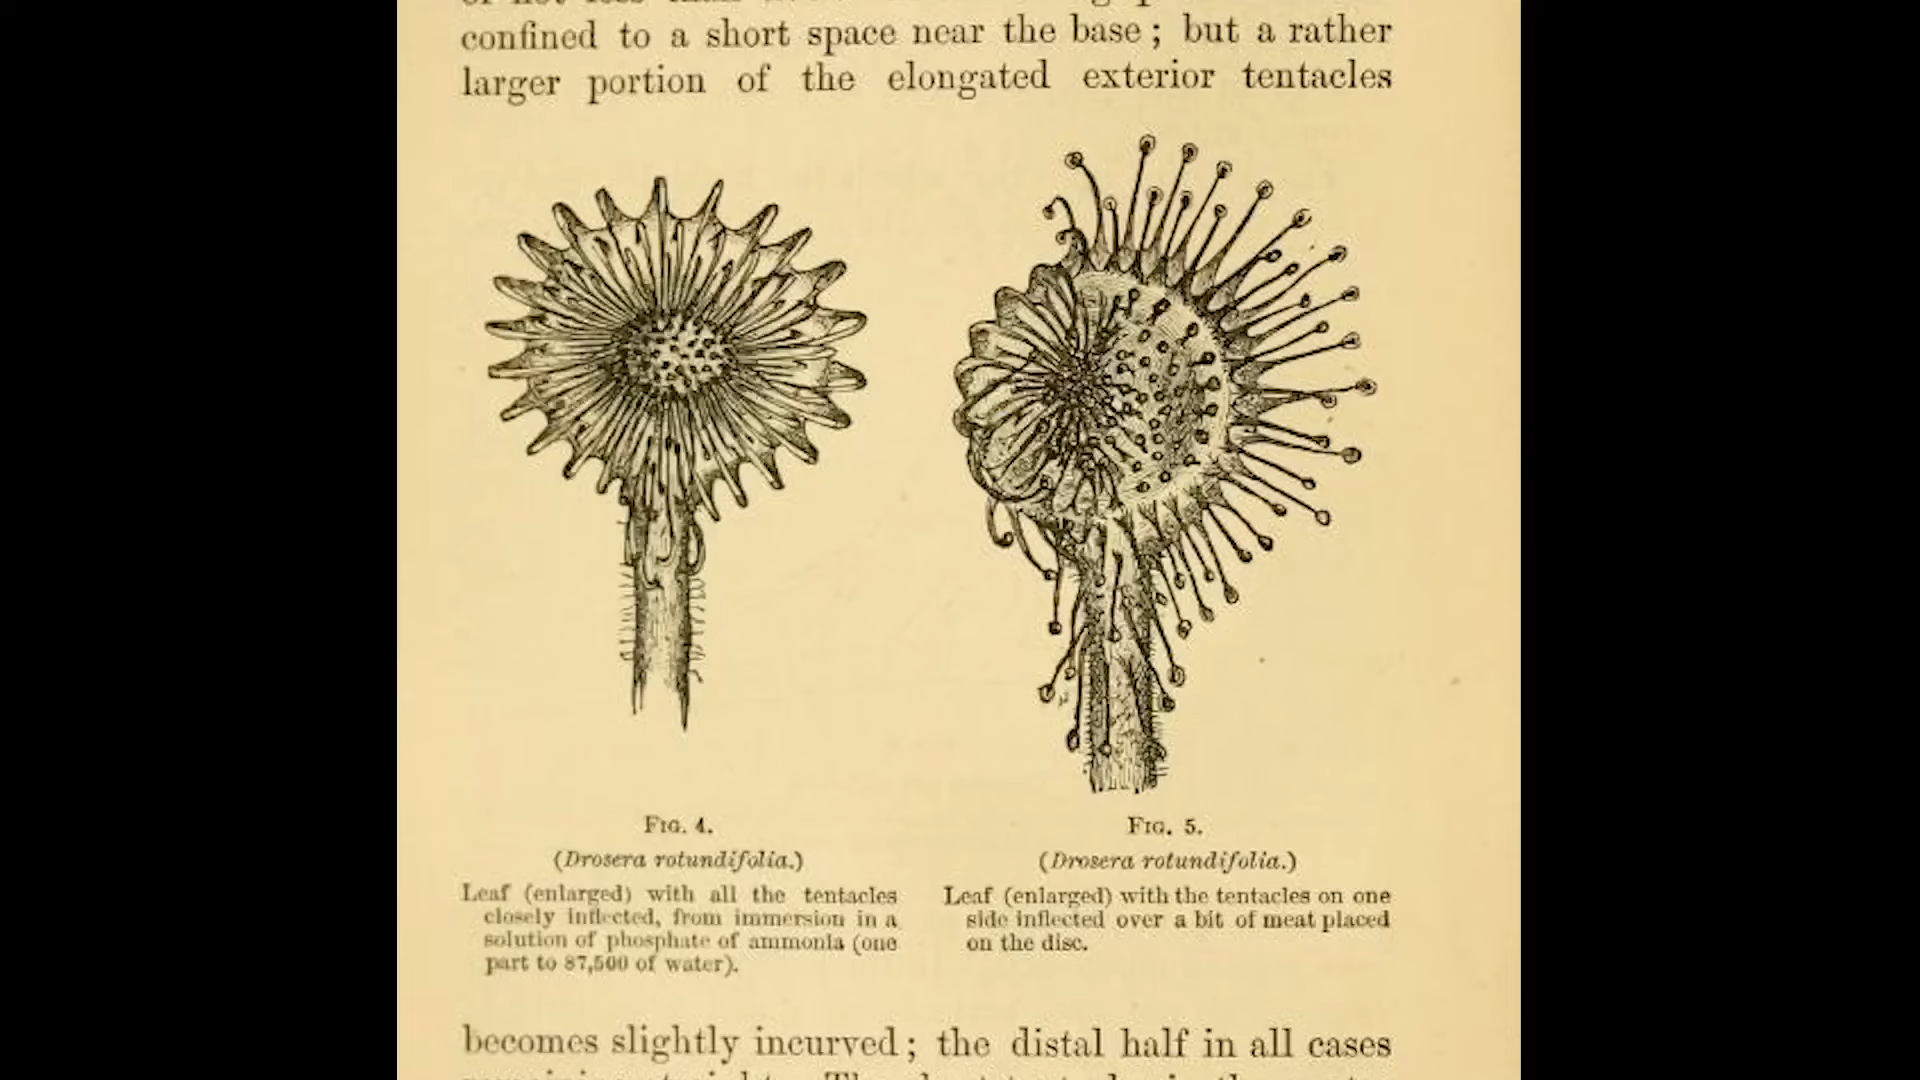 confined to a short space near the base; but a rather
larger portion of the elongated exterior tentacles
FIG. 4.
(Drosera rotundifolia.)
Leaf (enlarged) with all the tentacles
closely inflected, from immersion in a
solution of phosphate of ammonia (one
part to 87,500 of water).
FIG. 5.
(Drosera rotundifolia.)
Leaf (enlarged) with the tentacles on one
side inflected over a bit of meat placed
on the disc.
becomes slightly incurved; the distal half in all cases